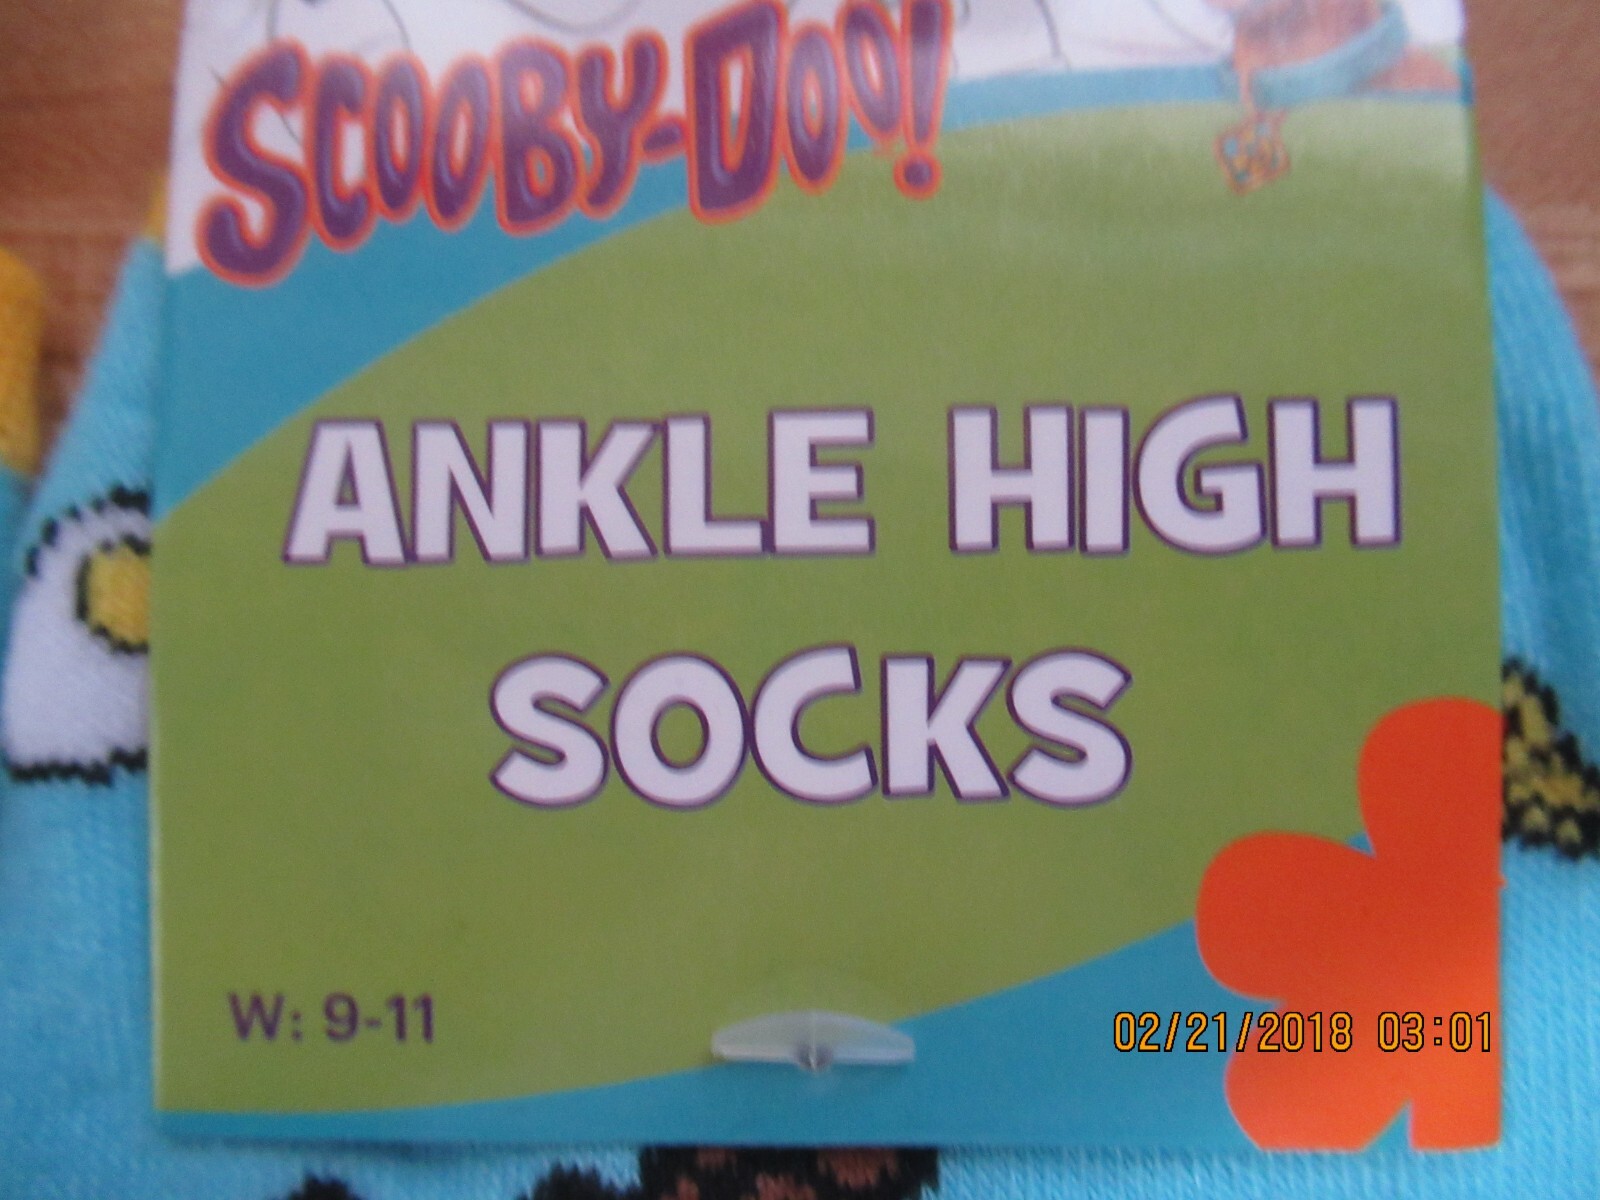 SCOOBY-DOO!
ANKLE HIGH
SOCKS
W: 9-11
02/21/2018 03:01